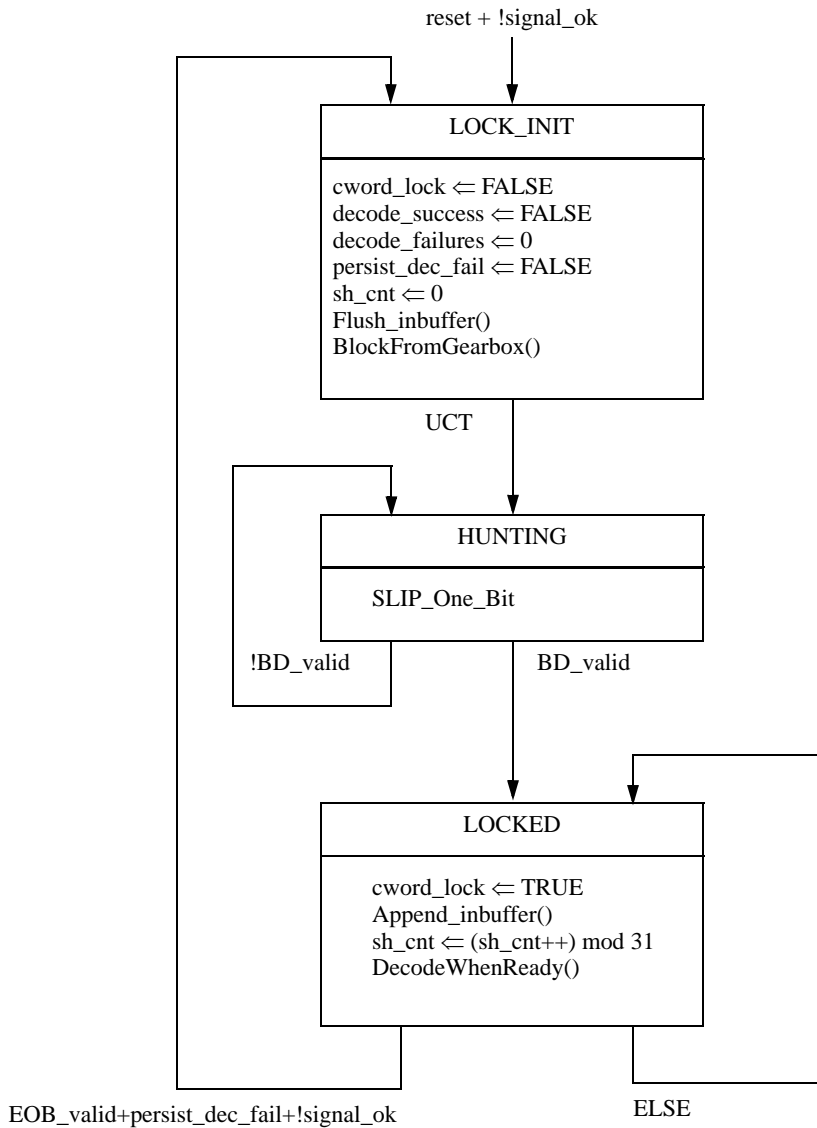 reset + !signal_ok
LOCK_INIT
cword_lock ⇐ FALSE
decode_success ⇐ FALSE
decode_failures ⇐ 0
persist_dec_fail ⇐ FALSE
sh_cnt ⇐ 0
Flush_inbuffer()
BlockFromGearbox()
UCT
HUNTING
SLIP_One_Bit
!BD_valid
BD_valid
LOCKED
cword_lock ⇐ TRUE
Append_inbuffer()
sh_cnt ⇐ (sh_cnt++) mod 31
DecodeWhenReady()
EOB_valid+persist_dec_fail+!signal_ok
ELSE